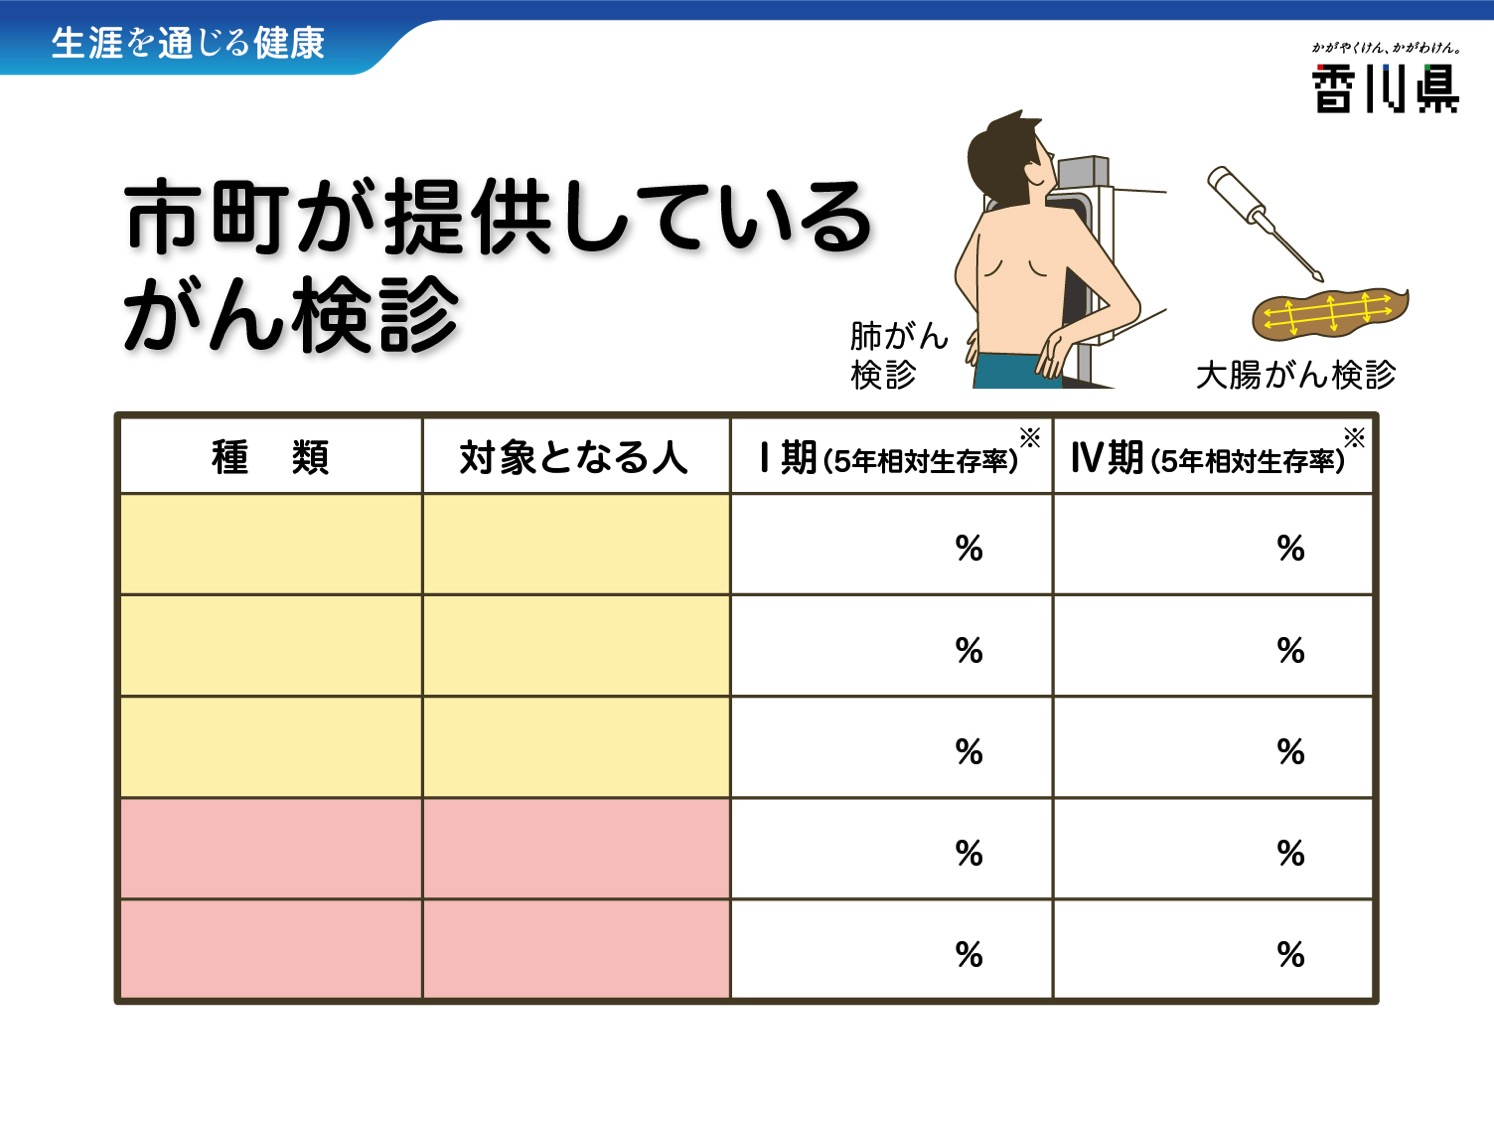 生涯を通じる健康
かがやくけん、かがわけん。
香川県
市町が提供している
がん検診
肺がん
検診
大腸がん検診
種　類
対象となる人
Ⅰ期（5年相対生存率）※
Ⅳ期（5年相対生存率）※
%
%
%
%
%
%
%
%
%
%